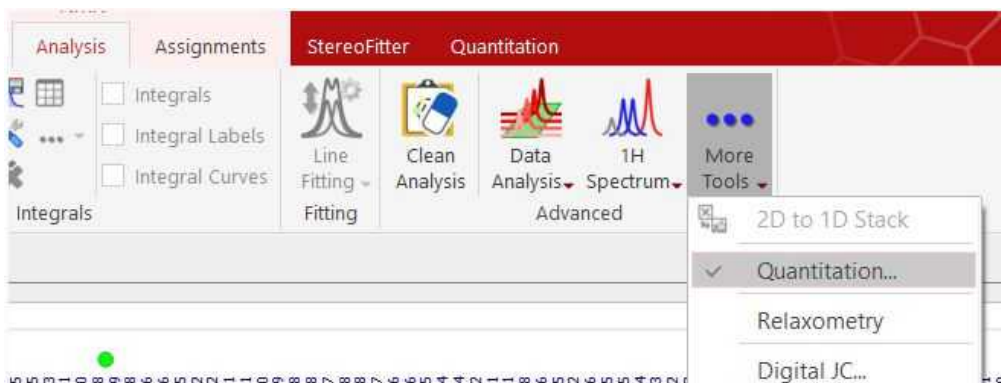 Analysis Assignments StereoFitter Quantitation
Integrals
Integral Labels
Integral Curves
Line
Fitting
Clean
Analysis
Data
Analysis
1H
Spectrum
More
Tools
Integrals Fitting Advanced
2D to 1D Stack
Quantitation...
Relaxometry
Digital JC...